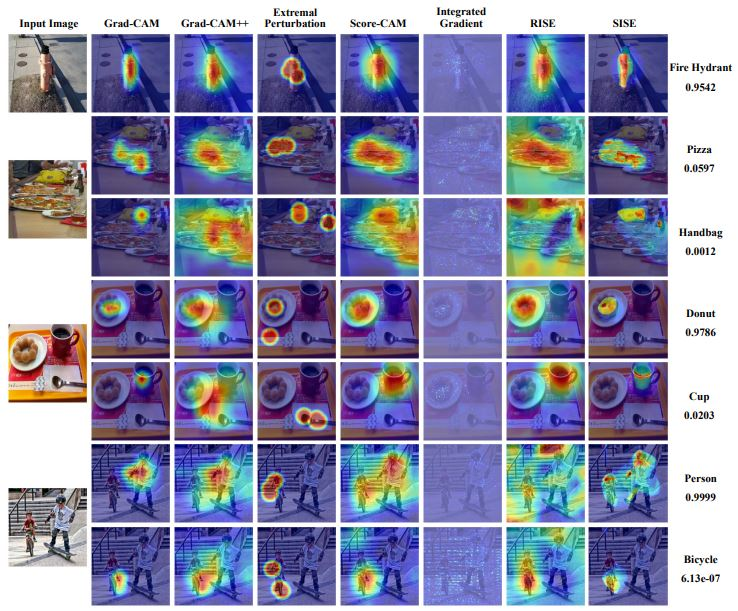 Input Image
Grad-CAM
Grad-CAM++
Extremal
Perturbation
Score-CAM
Integrated
Gradient
RISE
SISE
Fire Hydrant
0.9542
Pizza
0.0597
Handbag
0.0012
Donut
0.9786
Cup
0.0203
Person
0.9999
Bicycle
6.13e-07